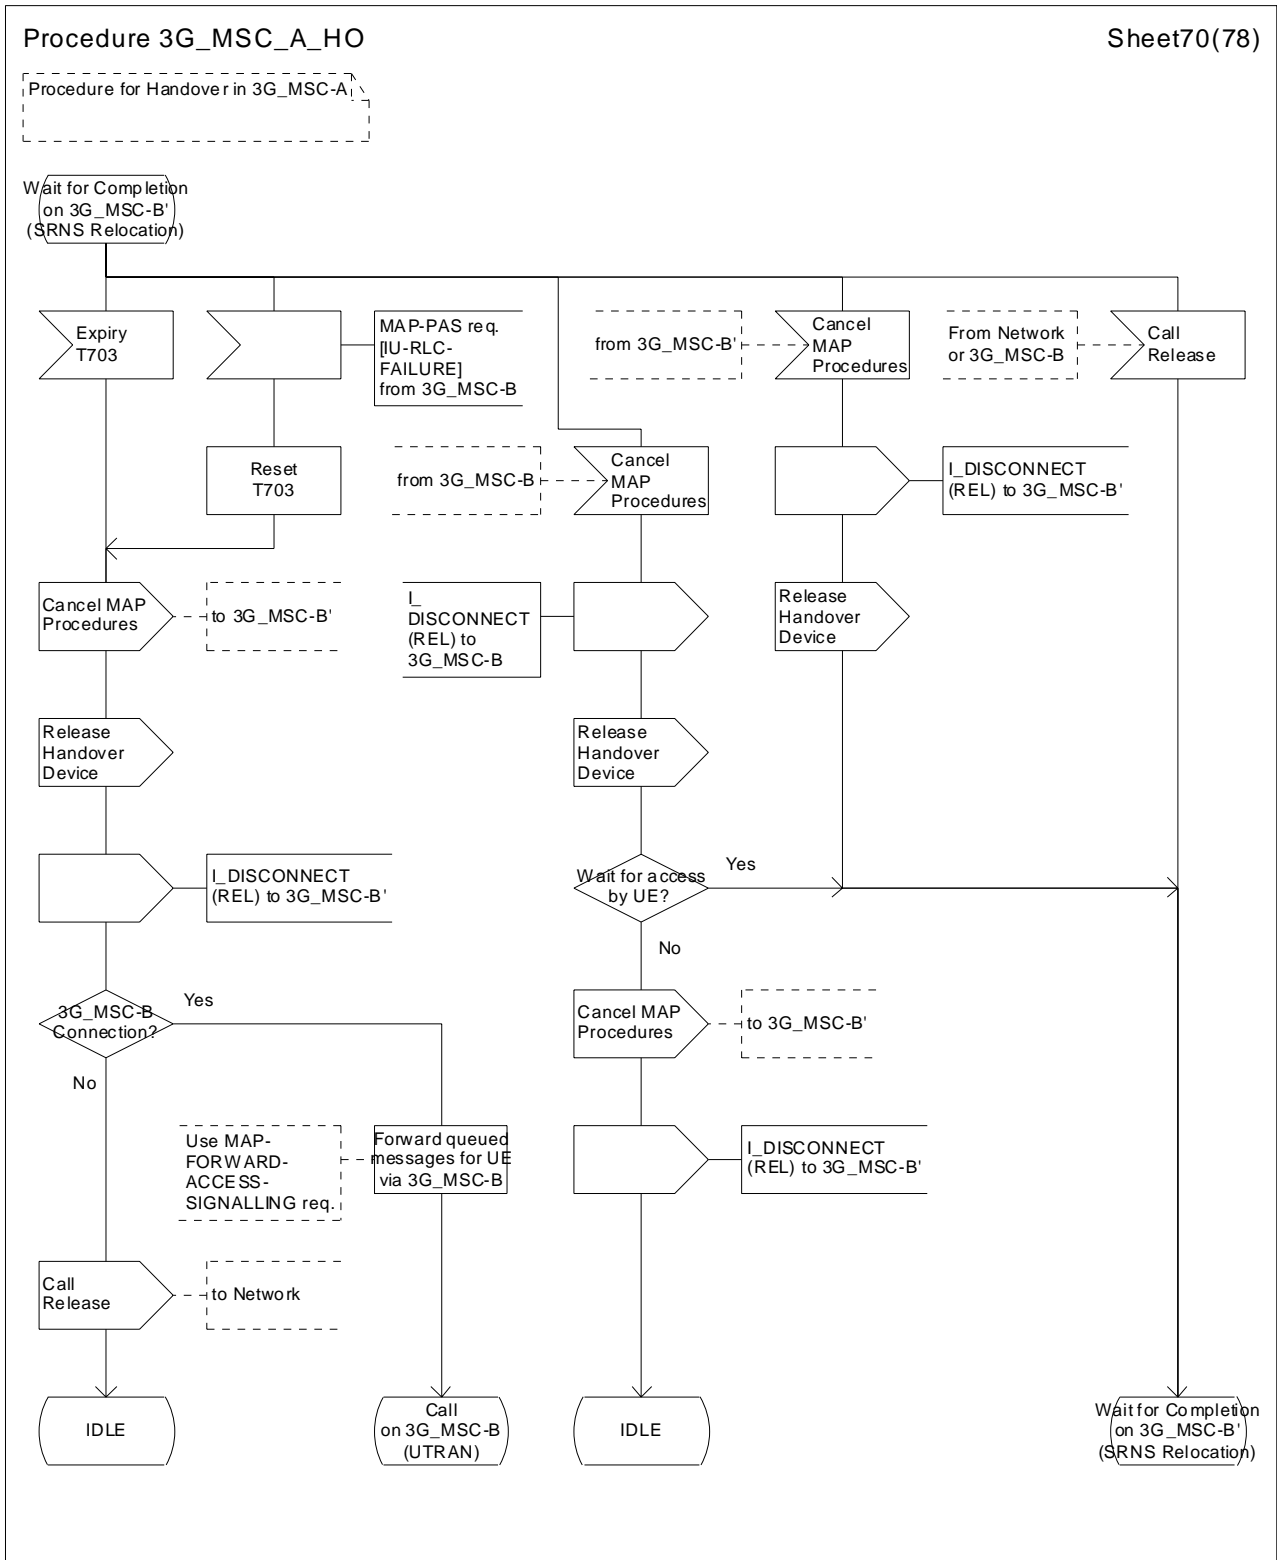 Procedure 3G_MSC_A_HO
Sheet70(78)
Procedure for Handover in 3G_MSC-A
Wait for Completion
on 3G_MSC-B'
(SRNS Relocation)
Expiry
T703
MAP-PAS req.
[IU-RLC-
FAILURE]
from 3G_MSC-B
from 3G_MSC-B'
Cancel
MAP
Procedures
From Network
or 3G_MSC-B
Call
Release
Reset
T703
from 3G_MSC-B
Cancel
MAP
Procedures
I_DISCONNECT
(REL) to 3G_MSC-B'
Cancel MAP
Procedures
to 3G_MSC-B'
I_
DISCONNECT
(REL) to
3G_MSC-B
Release
Handover
Device
Release
Handover
Device
Release
Handover
Device
I_DISCONNECT
(REL) to 3G_MSC-B'
Wait for access
by UE?
Yes
No
3G_MSC-B
Connection?
Yes
No
Cancel MAP
Procedures
to 3G_MSC-B'
Use MAP-
FORWARD-
ACCESS-
SIGNALLING req.
Forward queued
messages for UE
via 3G_MSC-B
I_DISCONNECT
(REL) to 3G_MSC-B'
Call
Release
to Network
IDLE
Call
on 3G_MSC-B
(UTRAN)
IDLE
Wait for Completion
on 3G_MSC-B'
(SRNS Relocation)